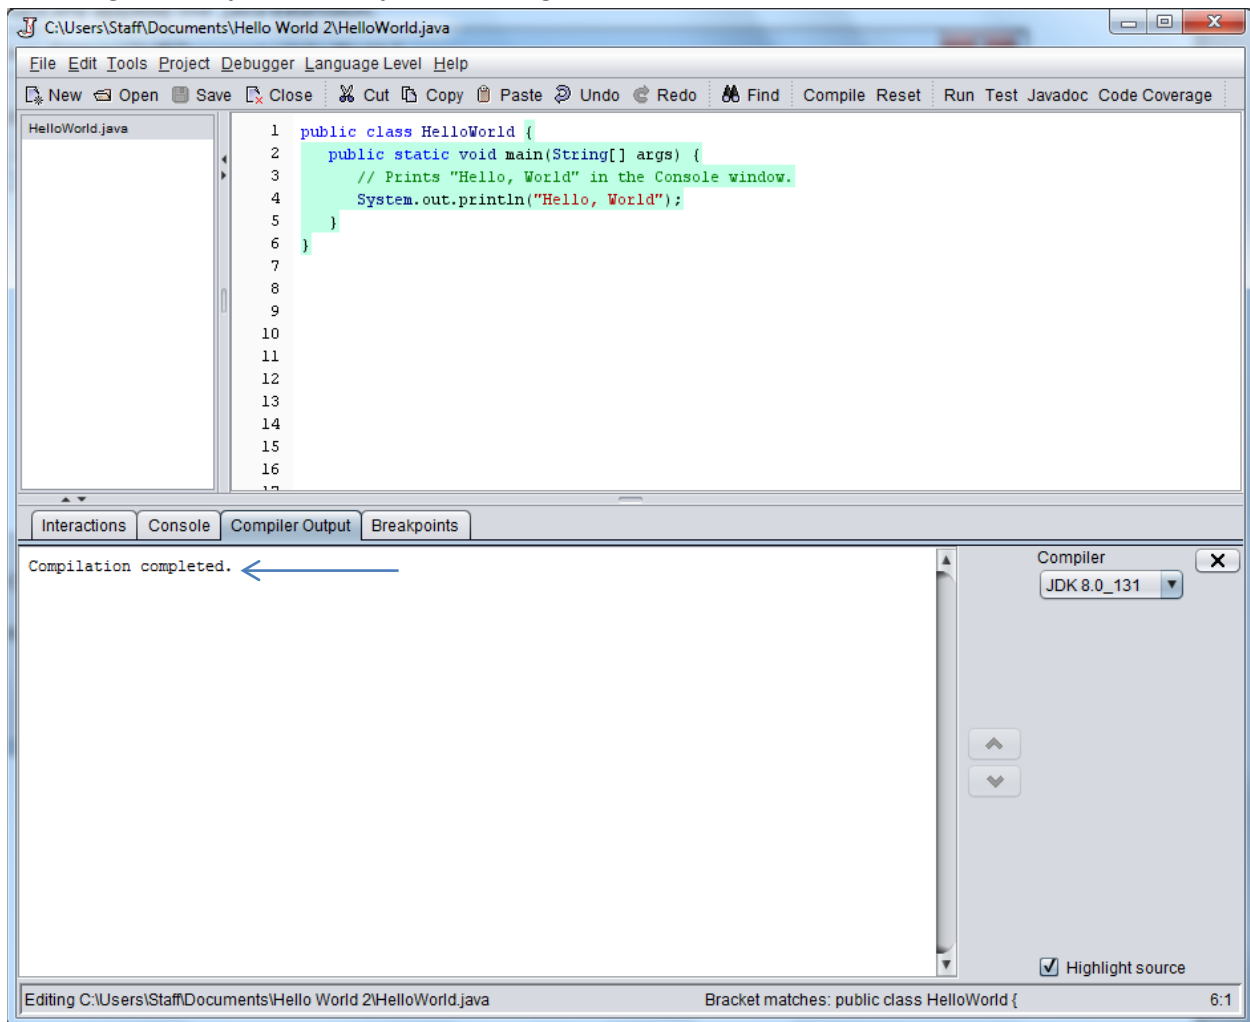 C:\Users\Staff\Documents\Hello World 2\HelloWorld.java
File Edit Tools Project Debugger Language Level Help
New Open Save Close Cut Copy Paste Undo Redo Find Compile Reset Run Test Javadoc Code Coverage
HelloWorld.java
1 public class HelloWorld {
2 public static void main(String[] args) {
3 // Prints "Hello, World" in the Console window.
4 System.out.println("Hello, World");
5 }
6 }
7
8
9
10
11
12
13
14
15
16
17
Interactions Console Compiler Output Breakpoints
Compilation completed.
Compiler
JDK 8.0_131
Highlight source
Editing C:\Users\Staff\Documents\Hello World 2\HelloWorld.java Bracket matches: public class HelloWorld { 6:1